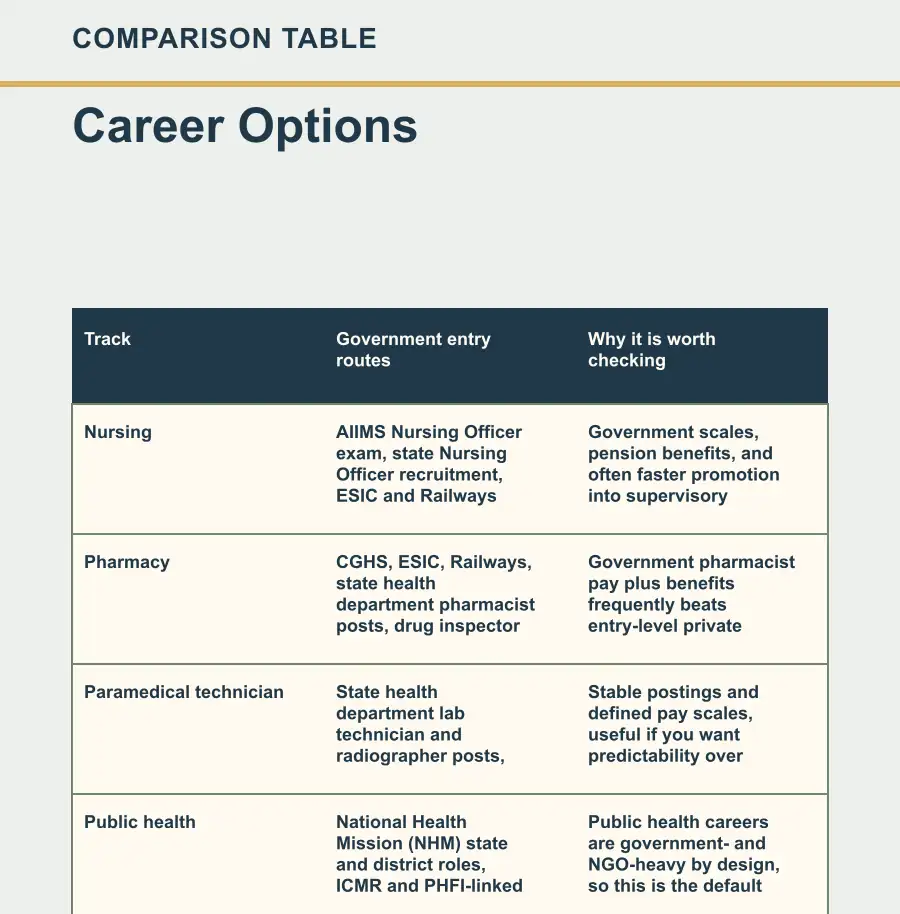 COMPARISON TABLE
Career Options
Track
Government entry
routes
Why it is worth
checking
Nursing
AIIMS Nursing Officer
exam, state Nursing
Officer recruitment,
ESIC and Railways
Government scales,
pension benefits, and
often faster promotion
into supervisory
Pharmacy
CGHS, ESIC, Railways,
state health
department pharmacist
posts, drug inspector
Government pharmacist
pay plus benefits
frequently beats
entry-level private
Paramedical technician
State health
department lab
technician and
radiographer posts,
Stable postings and
defined pay scales,
useful if you want
predictability over
Public health
National Health
Mission (NHM) state
and district roles,
ICMR and PHFI-linked
Public health careers
are government- and
NGO-heavy by design,
so this is the default